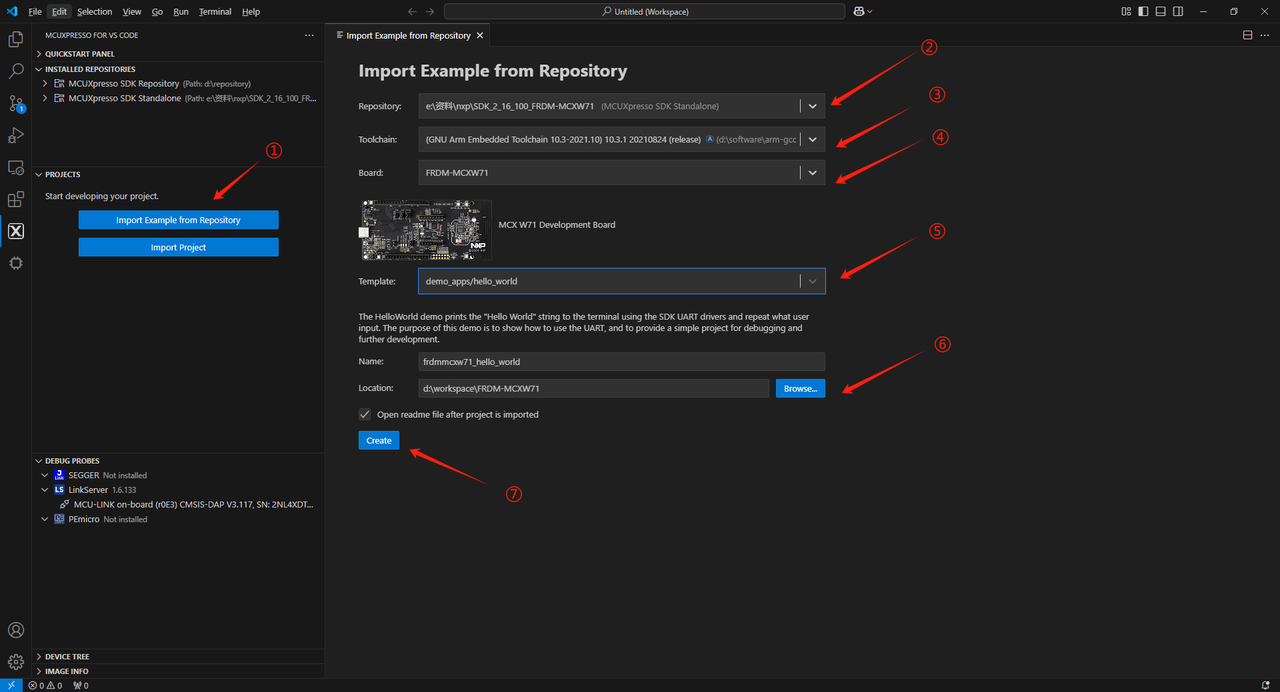 File Edit Selection View Go Run Terminal Help
Untitled (Workspace)
MCUXPRESSO FOR VS CODE
QUICKSTART PANEL
INSTALLED REPOSITORIES
MCUXpresso SDK Repository (Path: d:\repository)
MCUXpresso SDK Standalone (Path: e:\资料\nxp\SDK_2_16_100_FR...
1
PROJECTS
Start developing your project.
Import Example from Repository
Import Project
①
DEBUG PROBES
SEGGER Not installed
LinkServer 1.6.133
MCU-LINK on-board (r0E3) CMSIS-DAP V3.117, SN: 2NL4XDT...
PEmicro Not installed
DEVICE TREE
IMAGE INFO
Import Example from Repository
Import Example from Repository
②
Repository: e:\资料\nxp\SDK_2_16_100_FRDM-MCXW71 (MCUXpresso SDK Standalone)
③
Toolchain: (GNU Arm Embedded Toolchain 10.3-2021.10) 10.3.1 20210824 (release) (d:\software\arm-gcc
④
Board: FRDM-MCXW71
NXP
MCX W71 Development Board
⑤
Template: demo_apps/hello_world
The HelloWorld demo prints the "Hello World" string to the terminal using the SDK UART drivers and repeat what user
input. The purpose of this demo is to show how to use the UART, and to provide a simple project for debugging and
further development.
⑥
Name: frdmmcxw71_hello_world
Location: d:\workspace\FRDM-MCXW71 Browse...
Open readme file after project is imported
Create
⑦
0 0 0